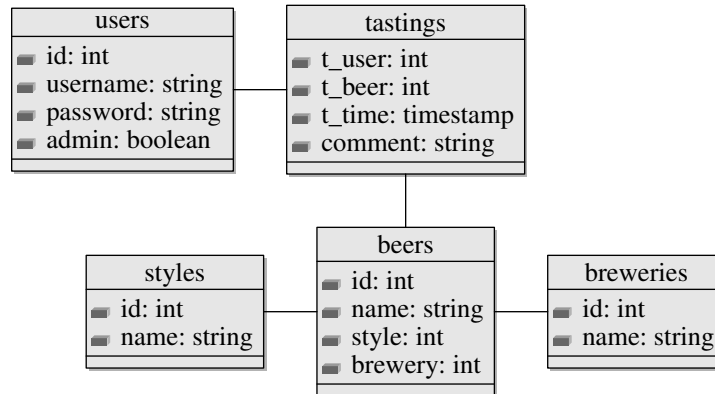 users
id: int
username: string
password: string
admin: boolean
tastings
t_user: int
t_beer: int
t_time: timestamp
comment: string
styles
id: int
name: string
beers
id: int
name: string
style: int
brewery: int
breweries
id: int
name: string